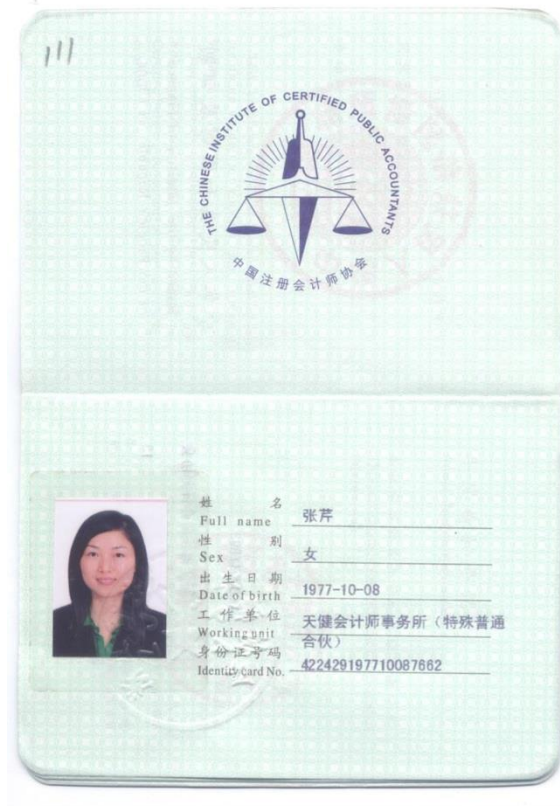 111
THE CHINESE INSTITUTE OF CERTIFIED PUBLIC ACCOUNTANTS
中国注册会计师协会
姓 名 张芹
Full name
性 别 女
Sex
出生日期 1977-10-08
Date of birth
工作单位 天健会计师事务所（特殊普通
Working unit 合伙）
身份证号码 422429197710087662
Identity card No.